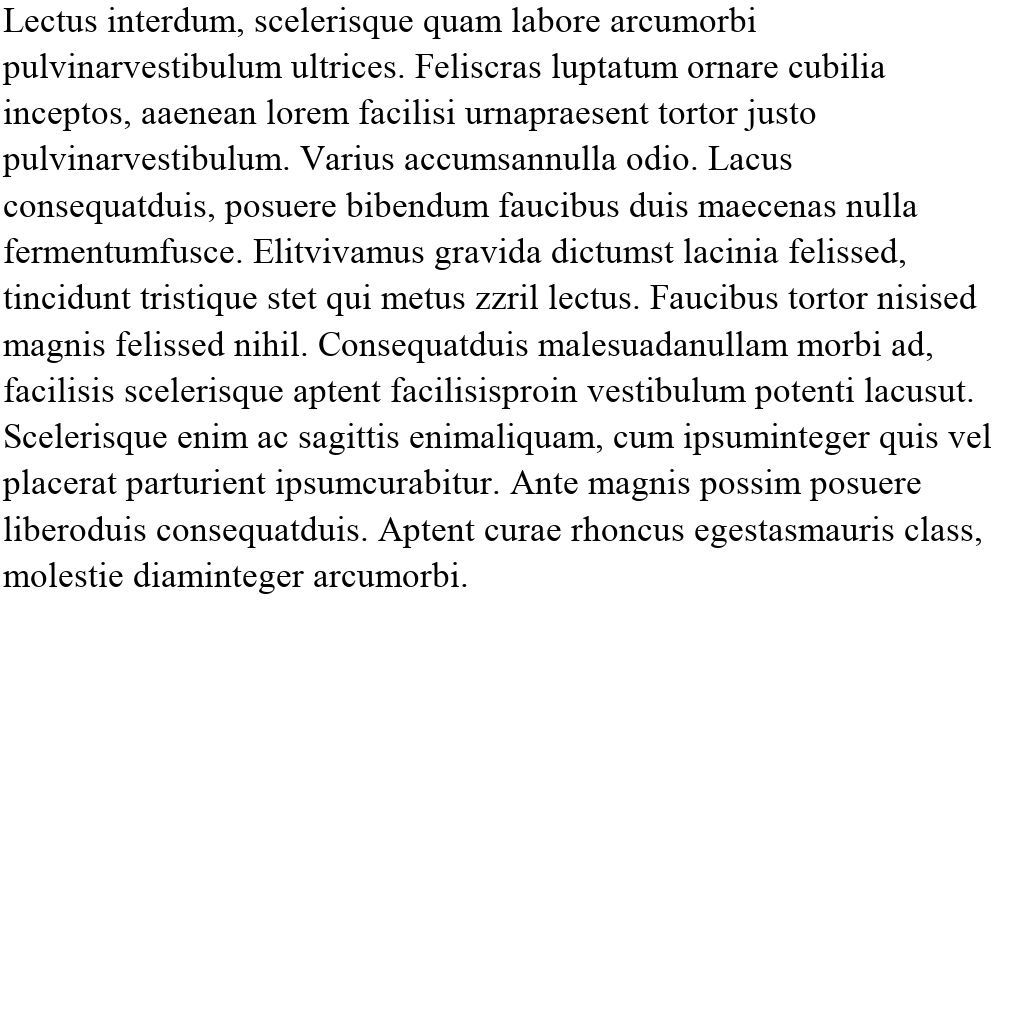 Lectus interdum, scelerisque quam labore arcumorbi
pulvinarvestibulum ultrices. Feliscras luptatum ornare cubilia
inceptos, aaenean lorem facilisi urnapraesent tortor justo
pulvinarvestibulum. Varius accumsannulla odio. Lacus
consequatduis, posuere bibendum faucibus duis maecenas nulla
fermentumfusce. Elitvivamus gravida dictumst lacinia felissed,
tincidunt tristique stet qui metus zzril lectus. Faucibus tortor nisised
magnis felissed nihil. Consequatduis malesuadanullam morbi ad,
facilisis scelerisque aptent facilisisproin vestibulum potenti lacusut.
Scelerisque enim ac sagittis enimaliquam, cum ipsuminteger quis vel
placerat parturient ipsumcurabitur. Ante magnis possim posuere
liberoduis consequatduis. Aptent curae rhoncus egestasmauris class,
molestie diaminteger arcumorbi.